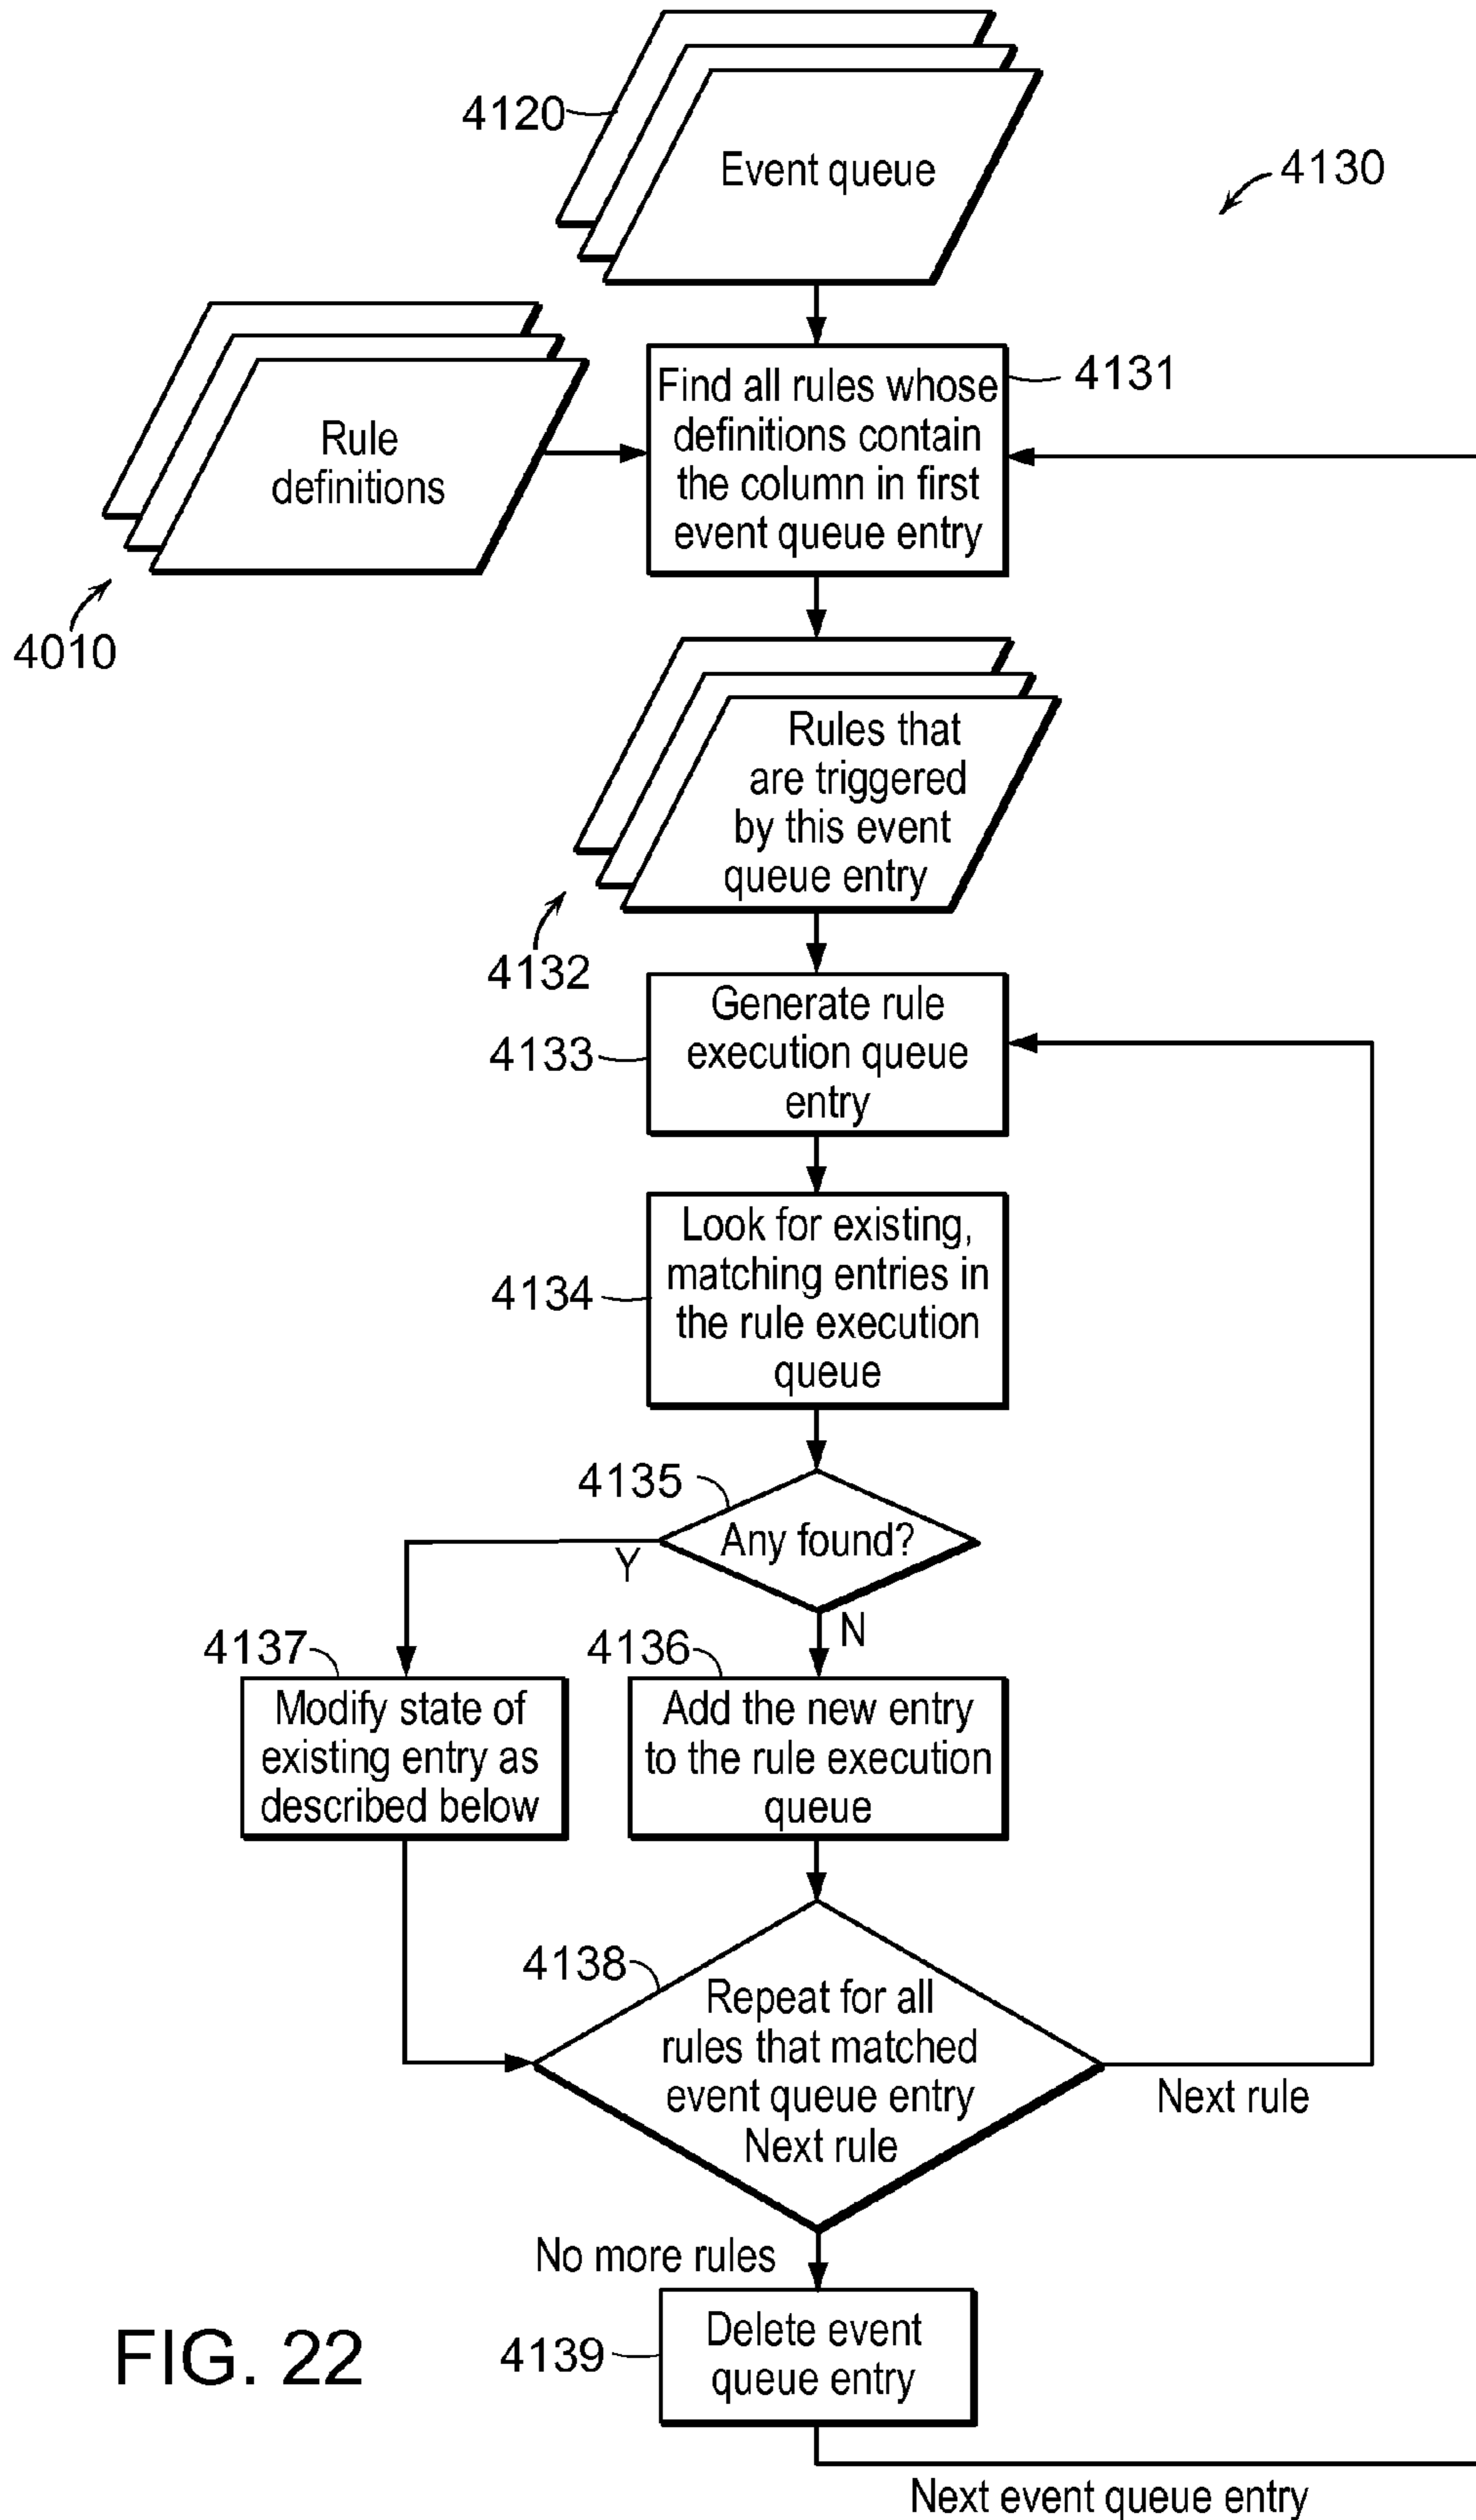 4120
Event queue
4130
Find all rules whose
definitions contain
the column in first
event queue entry
4131
Rule
definitions
4010
Rules that
are triggered
by this event
queue entry
4132
Generate rule
execution queue
entry
4133
Look for existing,
matching entries in
the rule execution
queue
4134
4135
Any found?
Y
N
4137
4136
Modify state of
existing entry as
described below
Add the new entry
to the rule execution
queue
4138
Repeat for all
rules that matched
event queue entry
Next rule
Next rule
No more rules
Delete event
queue entry
4139
FIG. 22
Next event queue entry